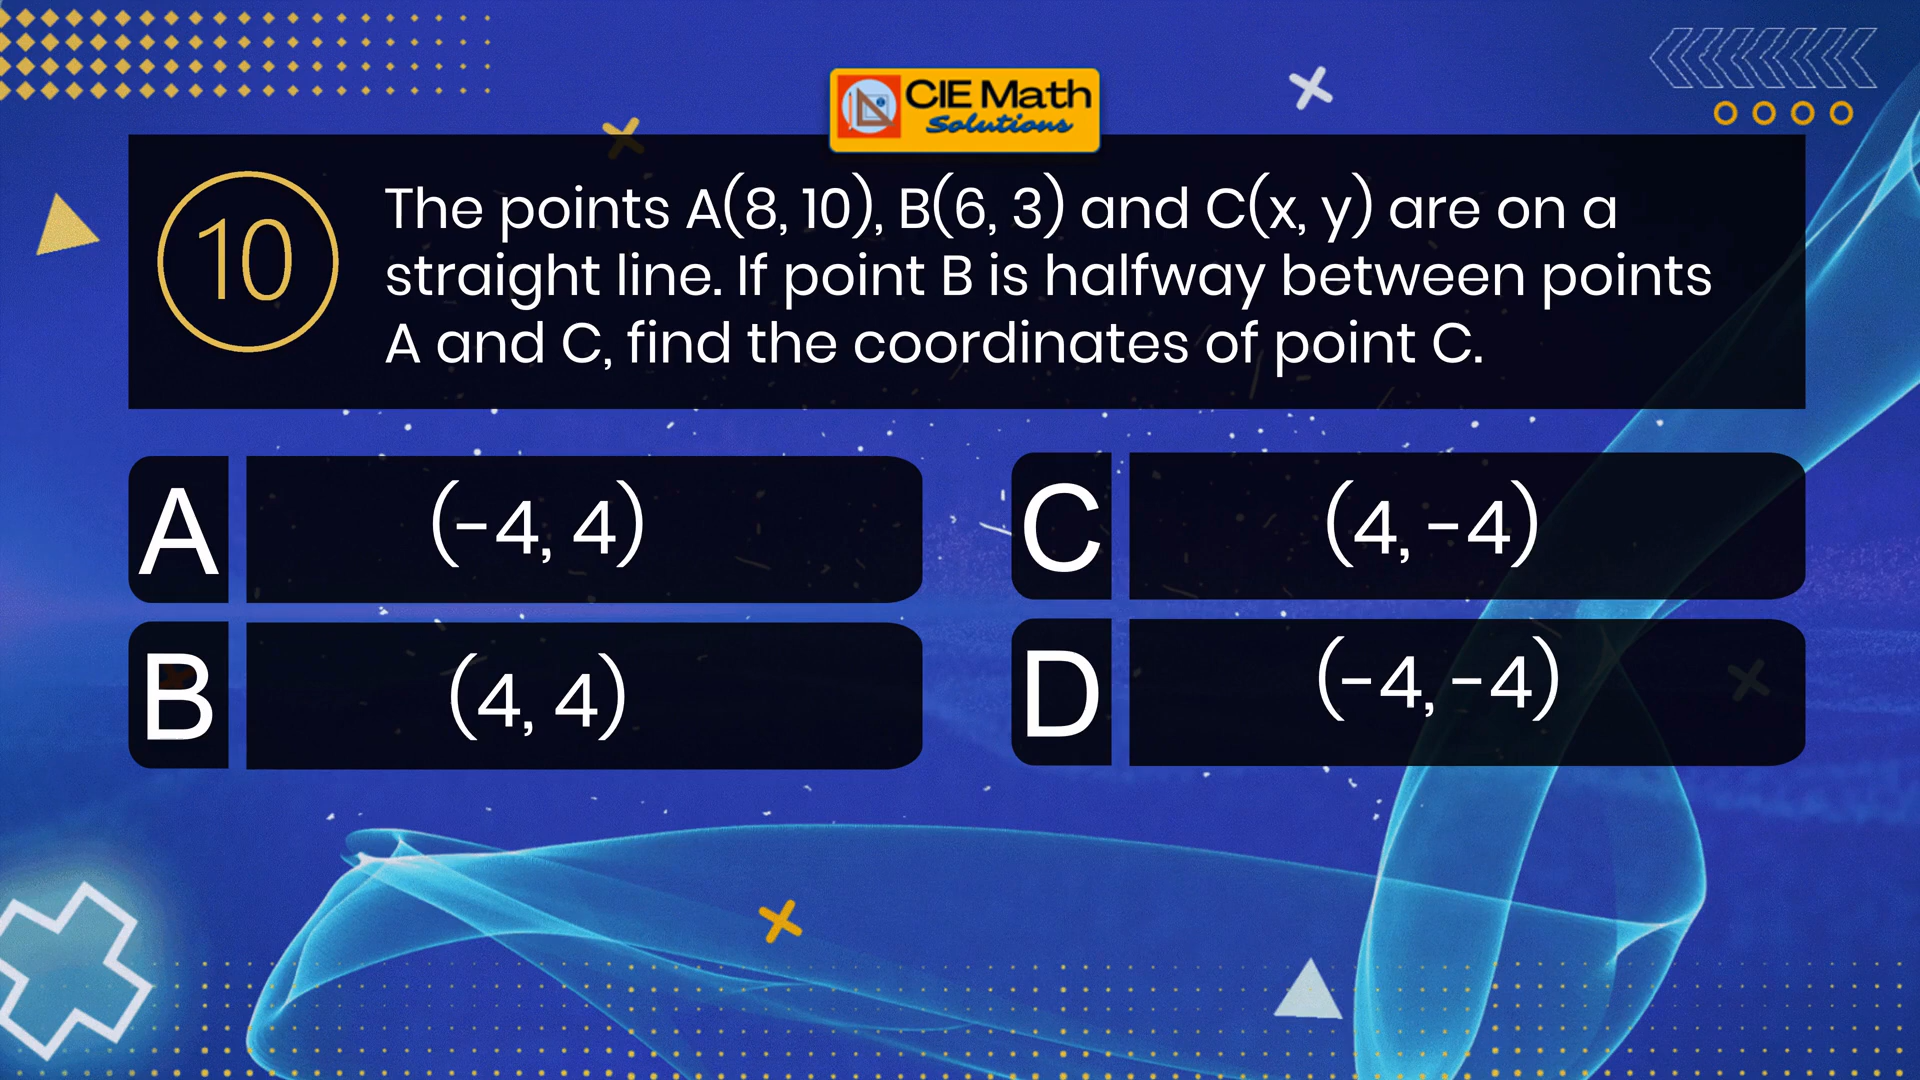 CIE Math
Solutions
10
The points A(8, 10), B(6, 3) and C(x, y) are on a
straight line. If point B is halfway between points
A and C, find the coordinates of point C.
A
(-4, 4)
B
(4, 4)
C
(4, -4)
D
(-4, -4)